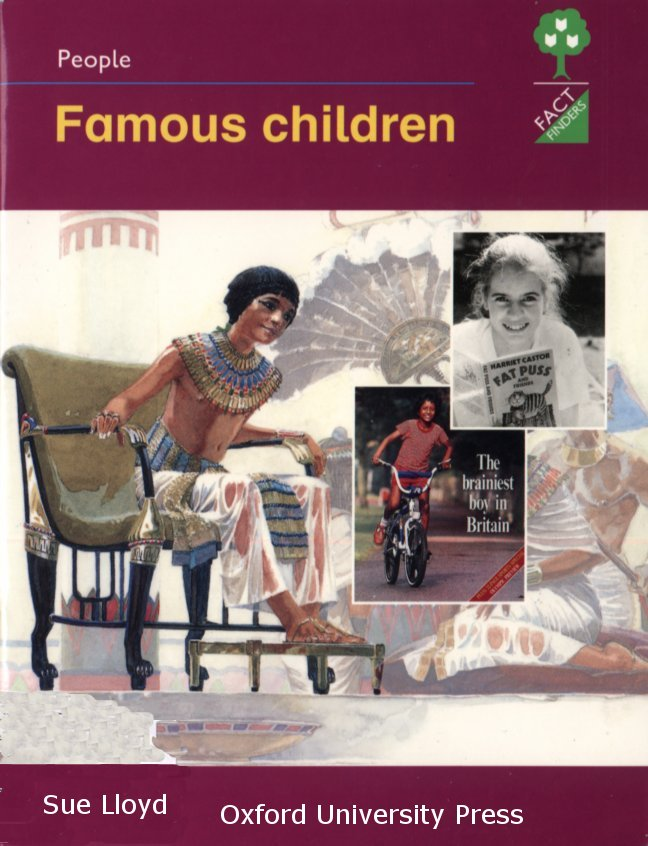 People
Famous children
FACT
FINDERS
HARRIET CASTOR
FAT PUSS
AND
FRIENDS
The
brainiest
boy in
Britain
Sue Lloyd
Oxford University Press